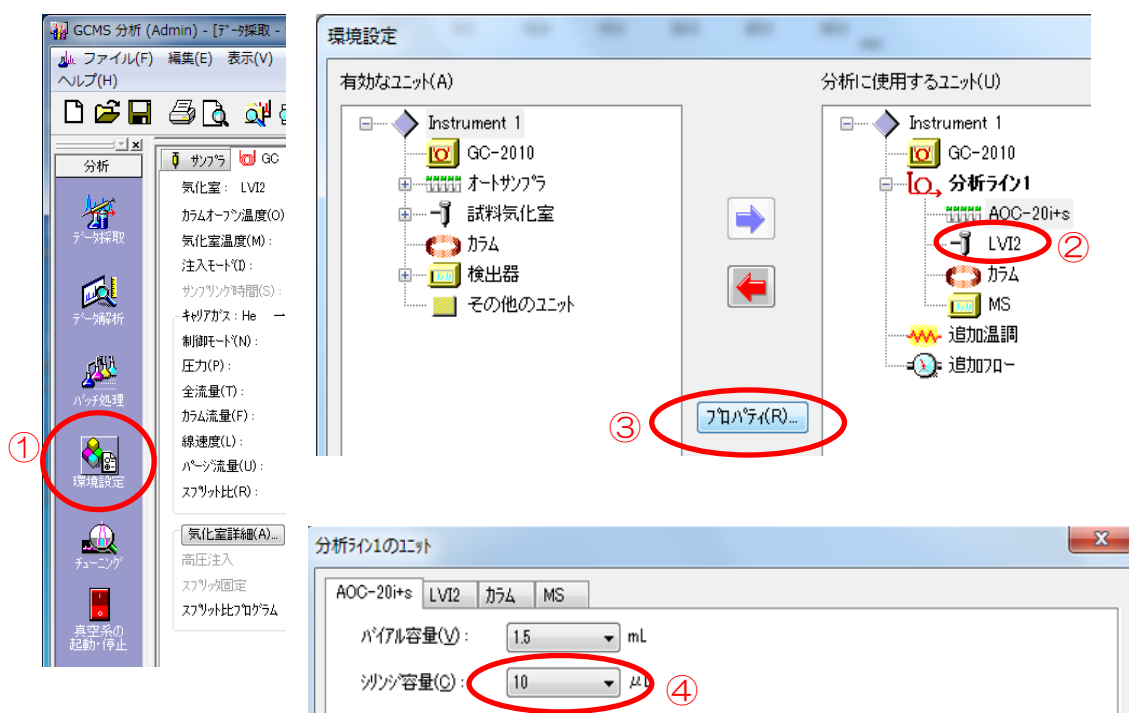 GCMS 分析 (Admin) - [ﾃﾞｰﾀ採取 -
ファイル(F) 編集(E) 表示(V)
ヘルプ(H)
分析
ﾃﾞｰﾀ採取
ﾃﾞｰﾀ解析
ﾊﾞｯﾁ処理
①
環境設定
ﾁｭｰﾆﾝｸﾞ
真空系の
起動・停止
ｻﾝﾌﾟﾗ GC
気化室 : LVI2
ｶﾗﾑｵｰﾌﾞﾝ温度(O)
気化室温度(M) :
注入ﾓｰﾄﾞ(I) :
ｻﾝﾌﾟﾘﾝｸﾞ時間(S) :
ｷｬﾘｱｶﾞｽ : He
制御ﾓｰﾄﾞ(N) :
圧力(P) :
全流量(T) :
ｶﾗﾑ流量(F) :
線速度(L) :
ﾊﾟｰｼﾞ流量(U) :
ｽﾌﾟﾘｯﾄ比(R) :
気化室詳細(A)...
高圧注入
ｽﾌﾟﾘｯﾀ固定
ｽﾌﾟﾘｯﾄ比ﾌﾟﾛｸﾞﾗﾑ
環境設定
有効なﾕﾆｯﾄ(A)
Instrument 1
GC-2010
ｵｰﾄｻﾝﾌﾟﾗ
試料気化室
ｶﾗﾑ
検出器
その他のﾕﾆｯﾄ
③
ﾌﾟﾛﾊﾟﾃｨ(R)...
分析に使用するﾕﾆｯﾄ(U)
Instrument 1
GC-2010
分析ﾗｲﾝ1
AOC-20i+s
LVI2 ②
ｶﾗﾑ
MS
追加温調
追加ﾌﾛｰ
分析ﾗｲﾝ1のﾕﾆｯﾄ
AOC-20i+s LVI2 ｶﾗﾑ MS
ﾊﾞｲｱﾙ容量(V) : 1.5 mL
ｼﾘﾝｼﾞ容量(C) : 10 μL ④